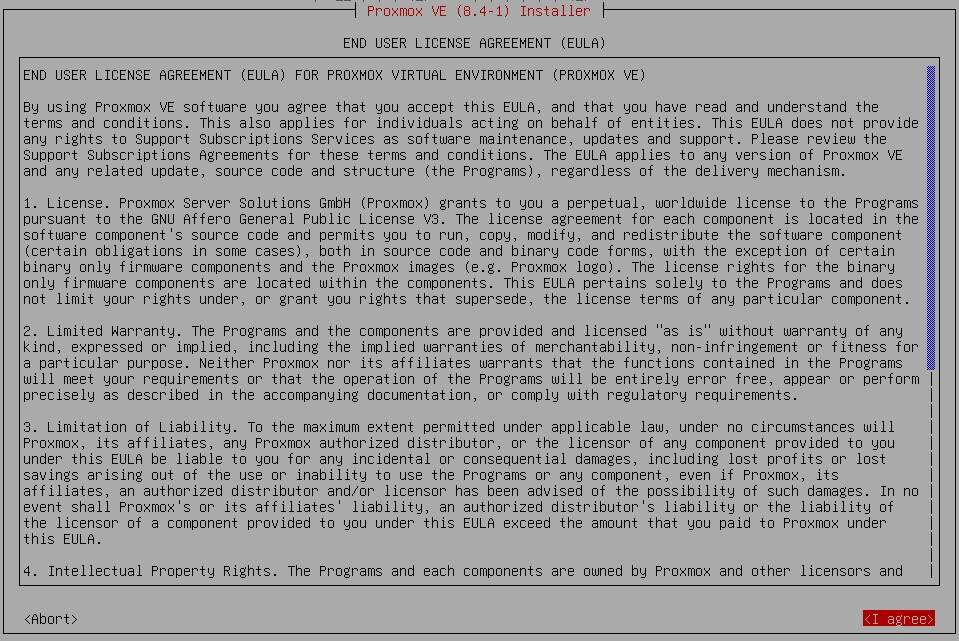 Proxmox VE (8.4-1) Installer
END USER LICENSE AGREEMENT (EULA)
END USER LICENSE AGREEMENT (EULA) FOR PROXMOX VIRTUAL ENVIRONMENT (PROXMOX VE)
By using Proxmox VE software you agree that you accept this EULA, and that you have read and understand the
terms and conditions. This also applies for individuals acting on behalf of entities. This EULA does not provide
any rights to Support Subscriptions Services as software maintenance, updates and support. Please review the
Support Subscriptions Agreements for these terms and conditions. The EULA applies to any version of Proxmox VE
and any related update, source code and structure (the Programs), regardless of the delivery mechanism.
1. License. Proxmox Server Solutions GmbH (Proxmox) grants to you a perpetual, worldwide license to the Programs
pursuant to the GNU Affero General Public License V3. The license agreement for each component is located in the
software component's source code and permits you to run, copy, modify, and redistribute the software component
(certain obligations in some cases), both in source code and binary code forms, with the exception of certain
binary only firmware components and the Proxmox images (e.g. Proxmox logo). The license rights for the binary
only firmware components are located within the components. This EULA pertains solely to the Programs and does
not limit your rights under, or grant you rights that supersede, the license terms of any particular component.
2. Limited Warranty. The Programs and the components are provided and licensed "as is" without warranty of any
kind, expressed or implied, including the implied warranties of merchantability, non-infringement or fitness for
a particular purpose. Neither Proxmox nor its affiliates warrants that the functions contained in the Programs
will meet your requirements or that the operation of the Programs will be entirely error free, appear or perform
precisely as described in the accompanying documentation, or comply with regulatory requirements.
3. Limitation of Liability. To the maximum extent permitted under applicable law, under no circumstances will
Proxmox, its affiliates, any Proxmox authorized distributor, or the licensor of any component provided to you
under this EULA be liable to you for any incidental or consequential damages, including lost profits or lost
savings arising out of the use or inability to use the Programs or any component, even if Proxmox, its
affiliates, an authorized distributor and/or licensor has been advised of the possibility of such damages. In no
event shall Proxmox's or its affiliates' liability, an authorized distributor's liability or the liability of
the licensor of a component provided to you under this EULA exceed the amount that you paid to Proxmox under
this EULA.
4. Intellectual Property Rights. The Programs and each components are owned by Proxmox and other licensors and
<Abort>
<I agree>